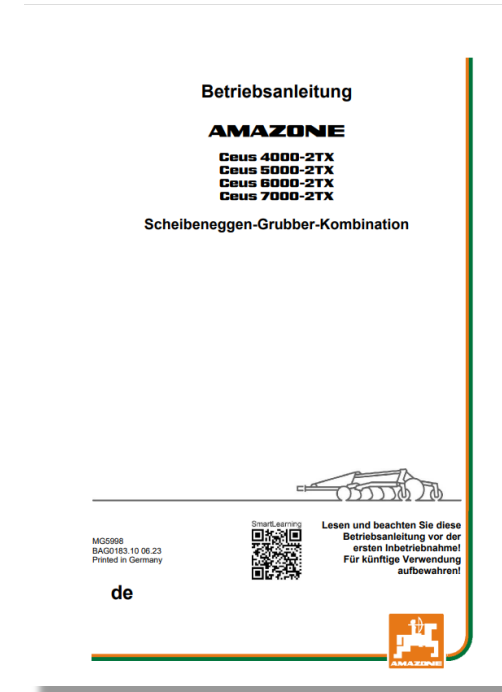 Betriebsanleitung
AMAZONE
Ceus 4000-2TX
Ceus 5000-2TX
Ceus 6000-2TX
Ceus 7000-2TX
Scheibeneggen-Grubber-Kombination
MG5998
BAG0183.10 06.23
Printed in Germany
SmartLearning
Lesen und beachten Sie diese
Betriebsanleitung vor der
ersten Inbetriebnahme!
Für künftige Verwendung
aufbewahren!
de
AMAZONE